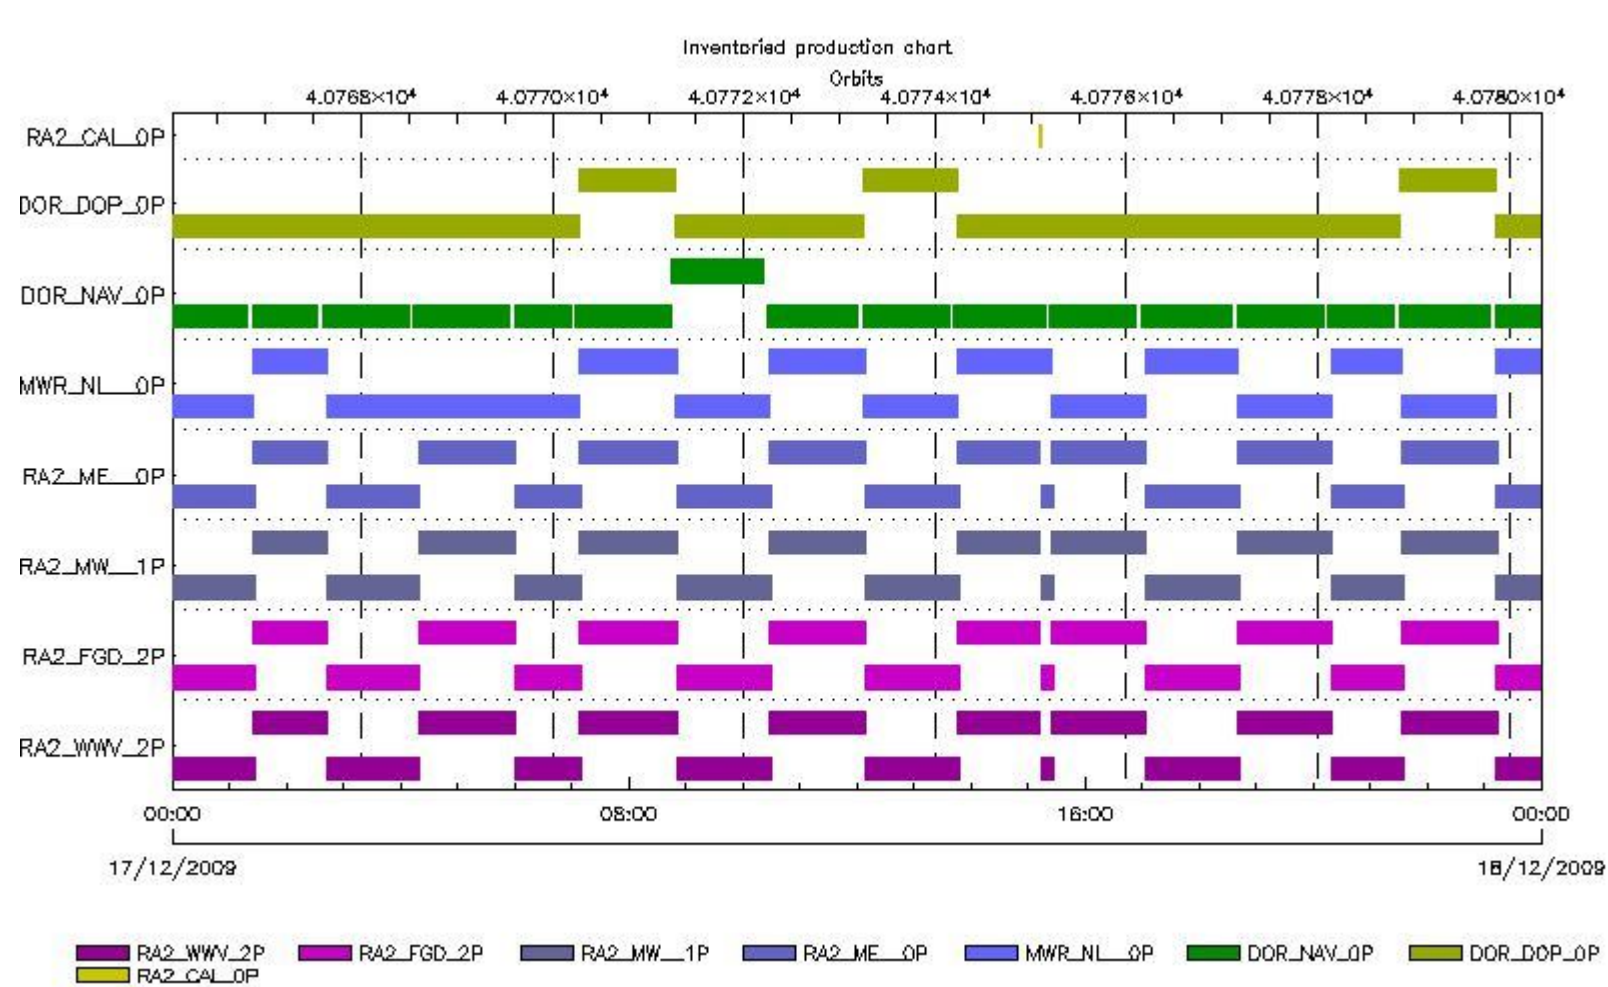 Inventoried production chart
Orbits
4.0768×10⁴ 4.0770×10⁴ 4.0772×10⁴ 4.0774×10⁴ 4.0776×10⁴ 4.0778×10⁴ 4.0780×10⁴
RA2_CAL_0P
DOR_DOP_0P
DOR_NAV_0P
MWR_NL__0P
RA2_ME__0P
RA2_MW__1P
RA2_FGD_2P
RA2_WWV_2P
00:00 08:00 16:00 00:00
17/12/2009 18/12/2009
RA2_WWV_2P RA2_FGD_2P RA2_MW__1P RA2_ME__0P MWR_NL__0P DOR_NAV_0P DOR_DOP_0P
RA2_CAL_0P